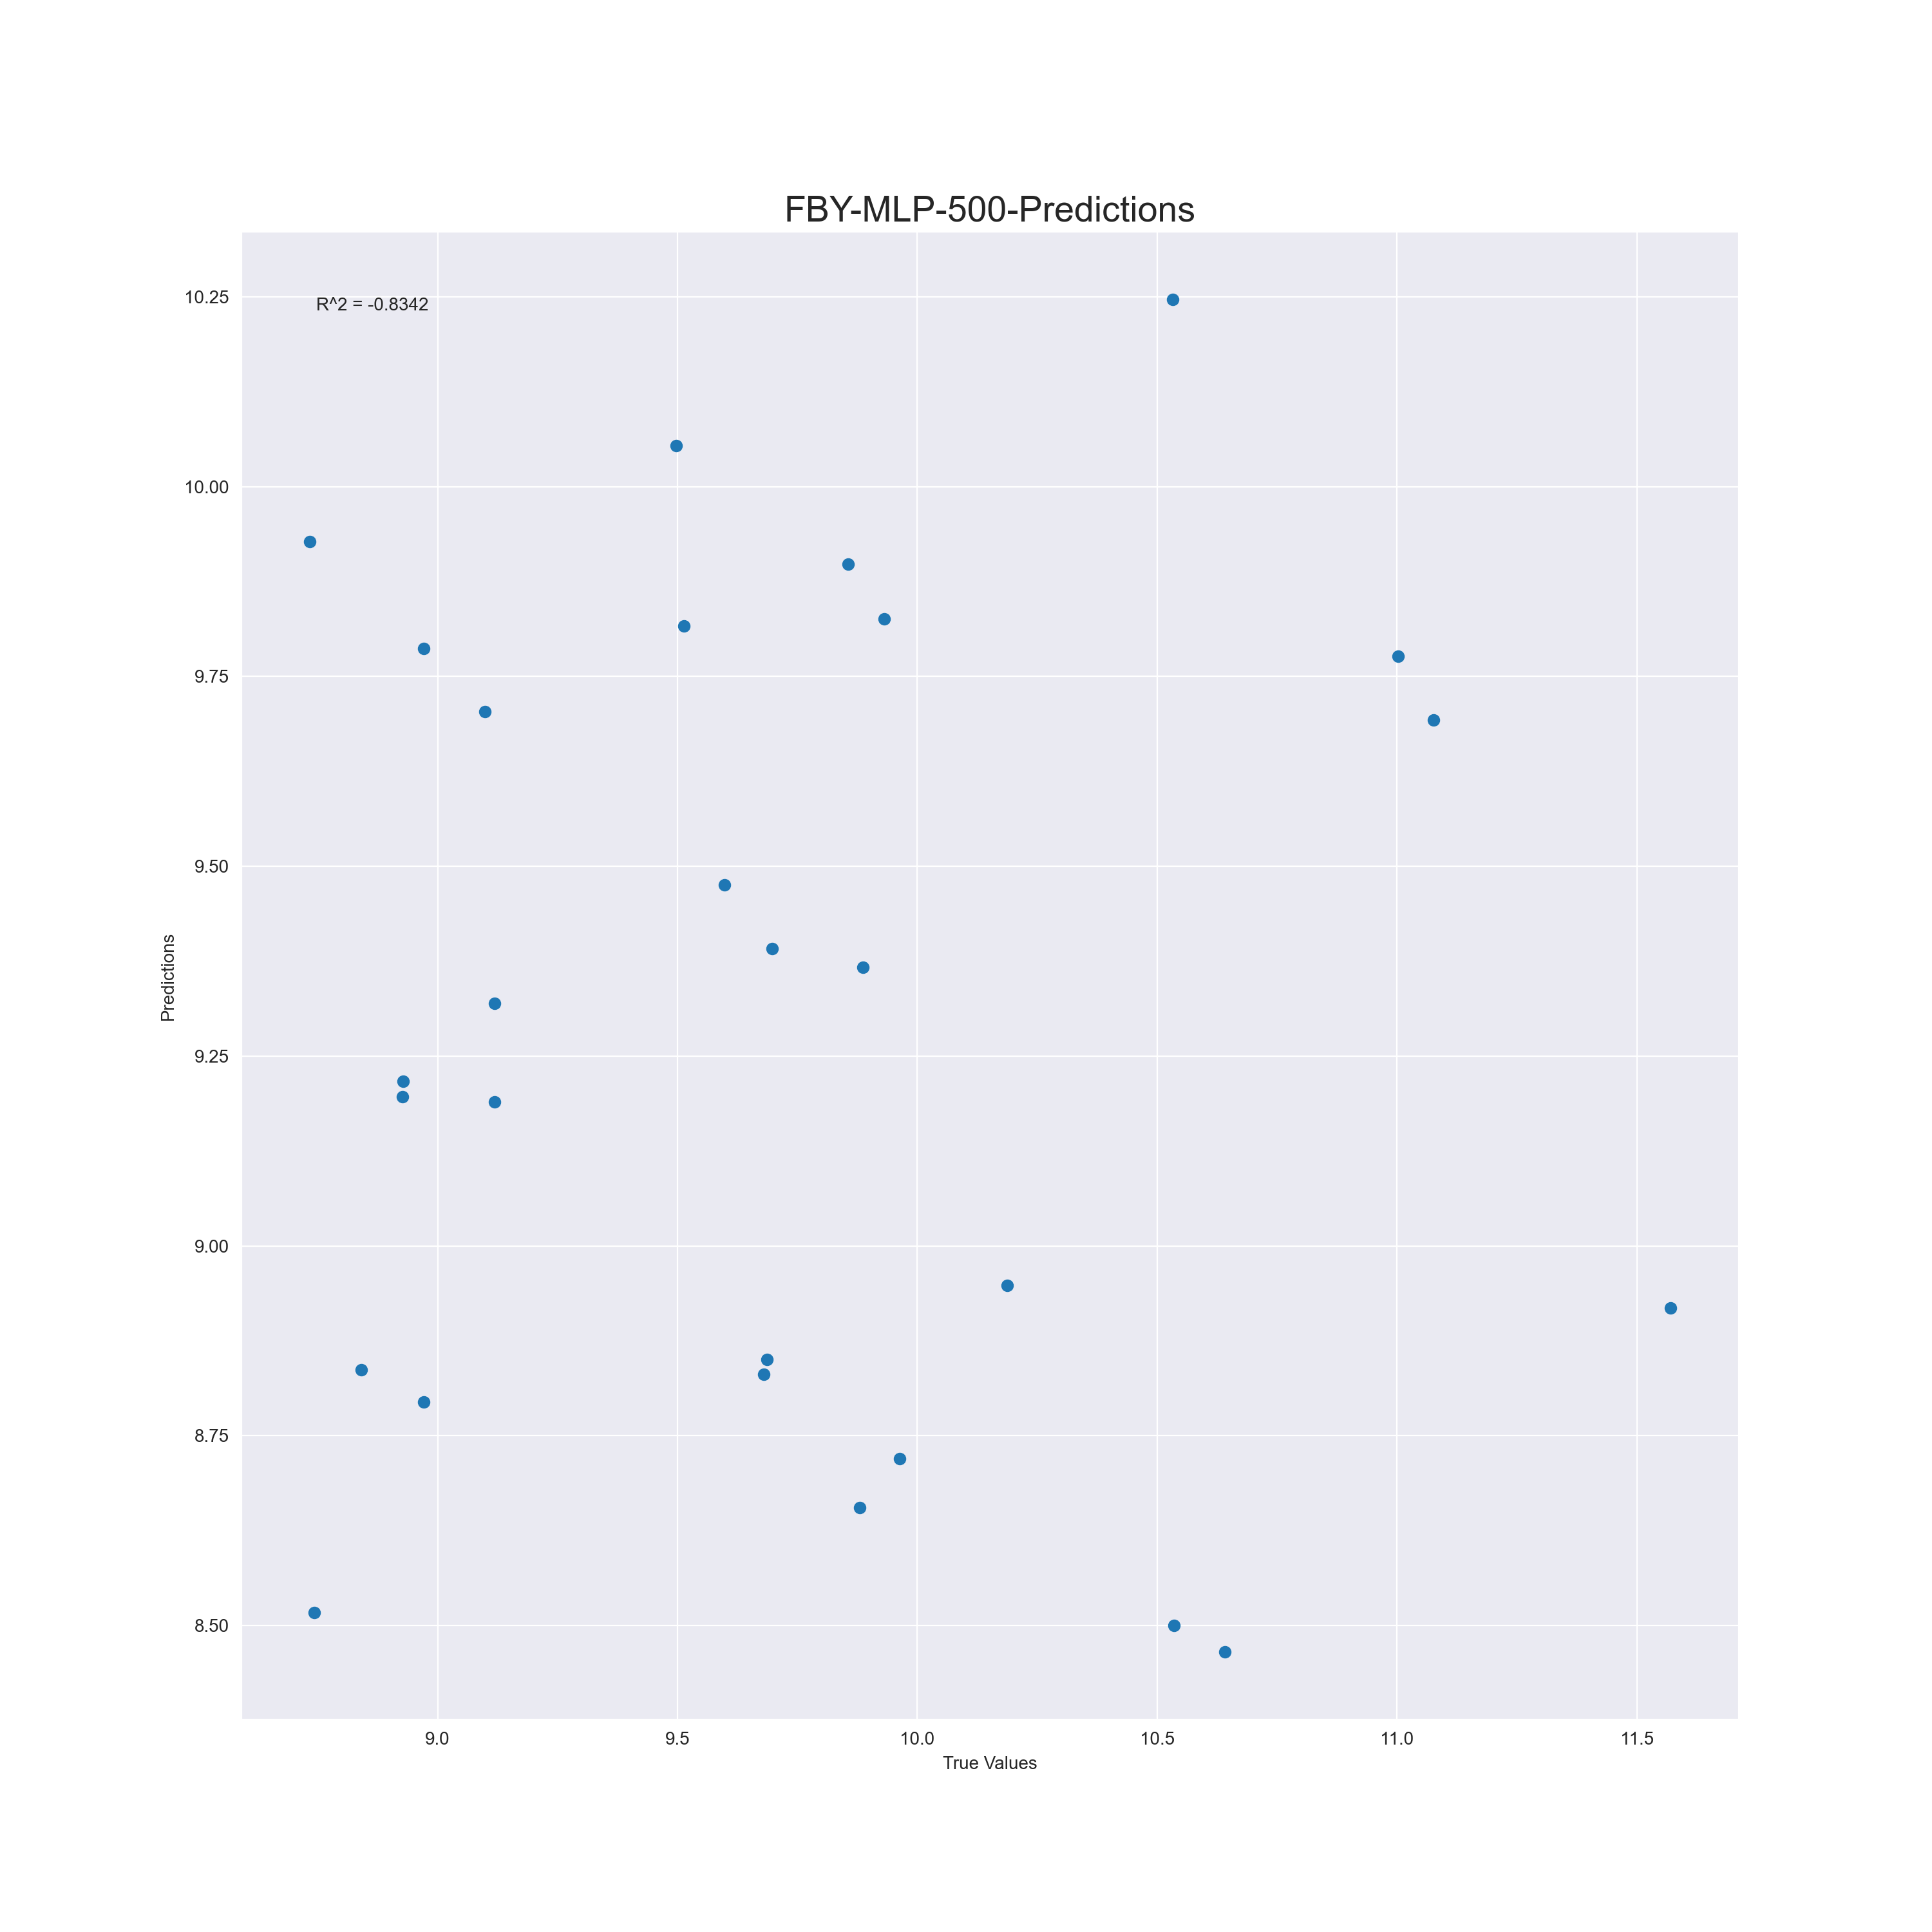 FBY-MLP-500-Predictions
R^2 = -0.8342
10.25
10.00
9.75
9.50
9.25
9.00
8.75
8.50
Predictions
9.0 9.5 10.0 10.5 11.0 11.5
True Values